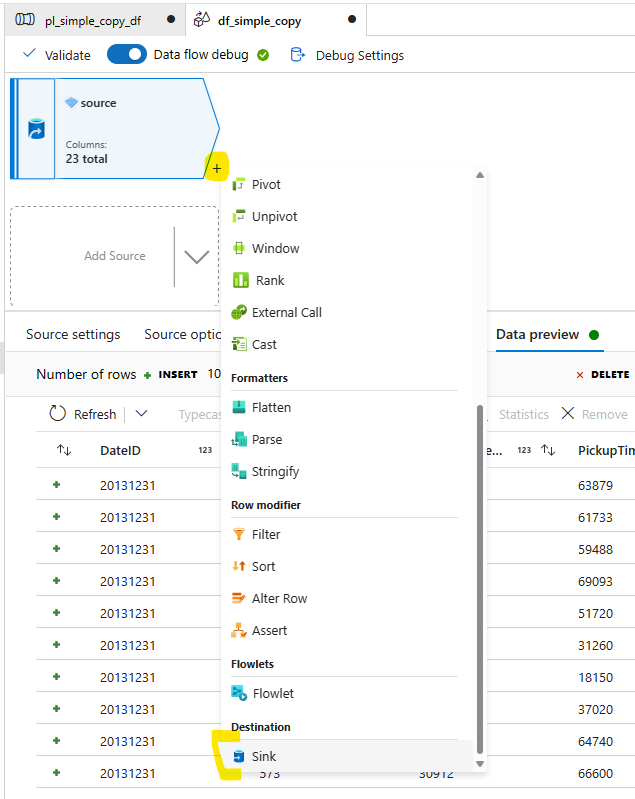 pl_simple_copy_df
df_simple_copy
Validate
Data flow debug
Debug Settings
source
Columns:
23 total
+
Add Source
Pivot
Unpivot
Window
Rank
External Call
Cast
Formatters
Flatten
Parse
Stringify
Row modifier
Filter
Sort
Alter Row
Assert
Flowlets
Flowlet
Destination
Sink
Source settings
Source optio
Data preview
Number of rows + INSERT 10
× DELETE
Refresh
Typecas
Statistics
Remove
DateID 123
e... 123 PickupTim
+ 20131231 63879
+ 20131231 61733
+ 20131231 59488
+ 20131231 69093
+ 20131231 51720
+ 20131231 31260
+ 20131231 18150
+ 20131231 37020
+ 20131231 64740
+ 20131231 573 30912 66600